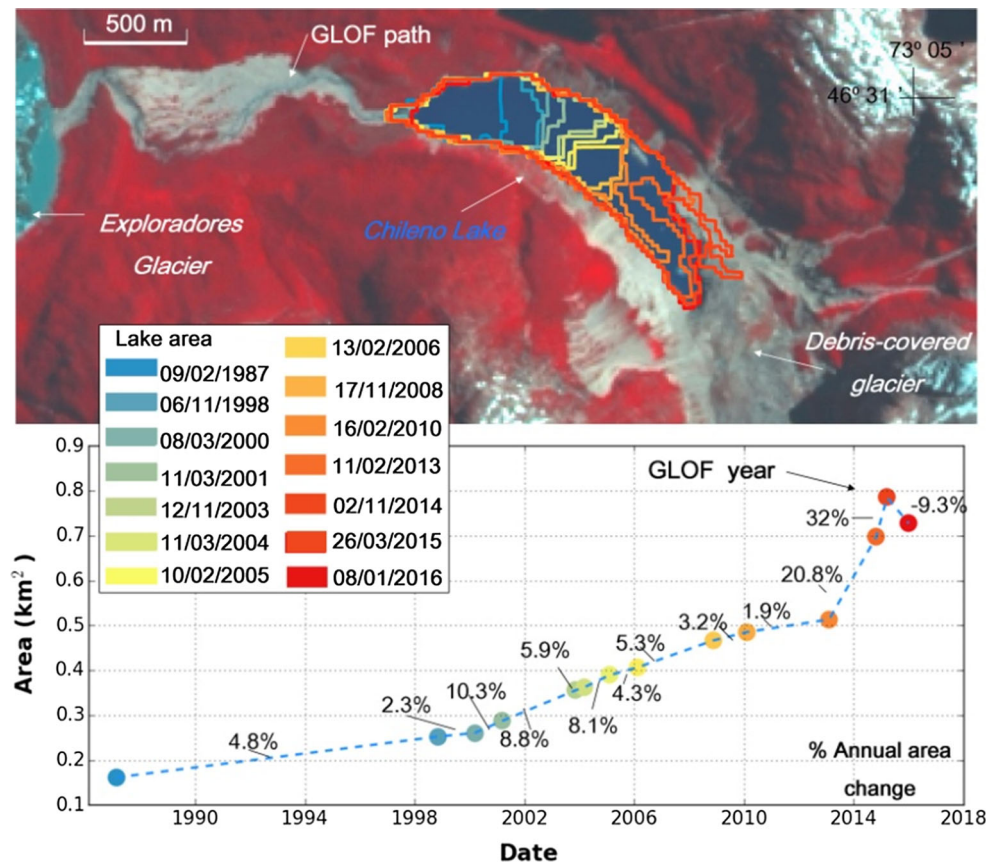 500 m
GLOF path
73º 05 '
46º 31 '
Exploradores
Glacier
Chileno Lake
Debris-covered
glacier
Lake area
09/02/1987
06/11/1998
08/03/2000
11/03/2001
12/11/2003
11/03/2004
10/02/2005
13/02/2006
17/11/2008
16/02/2010
11/02/2013
02/11/2014
26/03/2015
08/01/2016
GLOF year
0.9
0.8
0.7
0.6
0.5
0.4
0.3
0.2
0.1
Area (km²)
4.8%
2.3%
10.3%
8.8%
5.9%
8.1%
4.3%
5.3%
3.2%
1.9%
20.8%
32%
-9.3%
% Annual area
change
1990
1994
1998
2002
2006
2010
2014
2018
Date